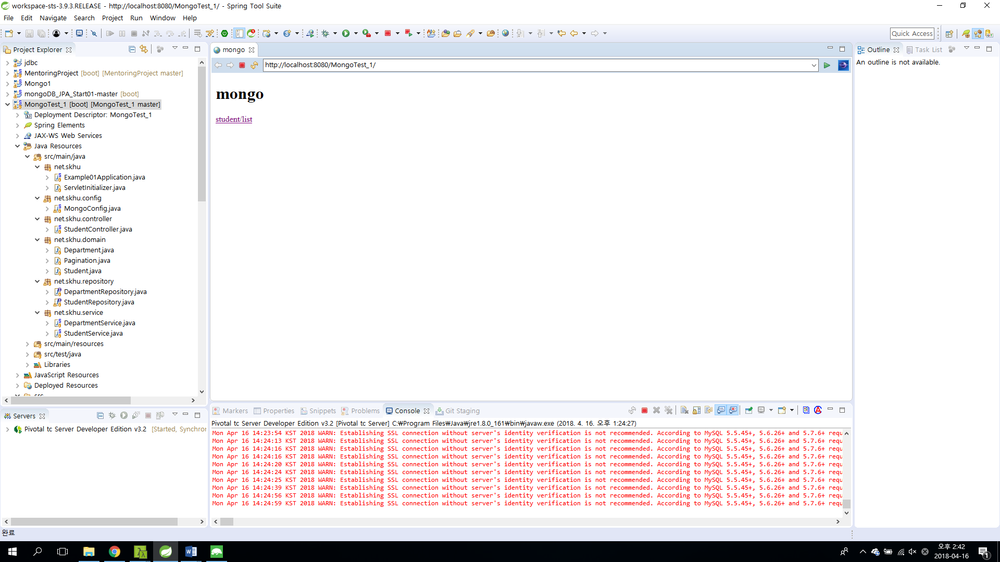 workspace-sts-3.9.3.RELEASE - http://localhost:8080/MongoTest_1/ - Spring Tool Suite
File Edit Navigate Search Project Run Window Help
Quick Access
Project Explorer
jdbc
MentoringProject [boot] [MentoringProject master]
Mongo1
mongoDB_JPA_Start01-master [boot]
MongoTest_1 [boot] [MongoTest_1 master]
Deployment Descriptor: MongoTest_1
Spring Elements
JAX-WS Web Services
Java Resources
src/main/java
net.skhu
Example01Application.java
ServletInitializer.java
net.skhu.config
MongoConfig.java
net.skhu.controller
StudentController.java
net.skhu.domain
Department.java
Pagination.java
Student.java
net.skhu.repository
DepartmentRepository.java
StudentRepository.java
net.skhu.service
DepartmentService.java
StudentService.java
src/main/resources
src/test/java
Libraries
JavaScript Resources
Deployed Resources
src
Servers
Pivotal tc Server Developer Edition v3.2 [Started, Synchror
mongo
http://localhost:8080/MongoTest_1/
mongo
student/list
Outline Task List
An outline is not available.
Markers Properties Snippets Problems Console Git Staging
Pivotal tc Server Developer Edition v3.2 [Pivotal tc Server] C:₩Program Files₩Java₩jre1.8.0_161₩bin₩javaw.exe (2018. 4. 16. 오후 1:24:27)
Mon Apr 16 14:23:54 KST 2018 WARN: Establishing SSL connection without server's identity verification is not recommended. According to MySQL 5.5.45+, 5.6.26+ and 5.7.6+ requ
Mon Apr 16 14:24:13 KST 2018 WARN: Establishing SSL connection without server's identity verification is not recommended. According to MySQL 5.5.45+, 5.6.26+ and 5.7.6+ requ
Mon Apr 16 14:24:16 KST 2018 WARN: Establishing SSL connection without server's identity verification is not recommended. According to MySQL 5.5.45+, 5.6.26+ and 5.7.6+ requ
Mon Apr 16 14:24:16 KST 2018 WARN: Establishing SSL connection without server's identity verification is not recommended. According to MySQL 5.5.45+, 5.6.26+ and 5.7.6+ requ
Mon Apr 16 14:24:20 KST 2018 WARN: Establishing SSL connection without server's identity verification is not recommended. According to MySQL 5.5.45+, 5.6.26+ and 5.7.6+ requ
Mon Apr 16 14:24:24 KST 2018 WARN: Establishing SSL connection without server's identity verification is not recommended. According to MySQL 5.5.45+, 5.6.26+ and 5.7.6+ requ
Mon Apr 16 14:24:25 KST 2018 WARN: Establishing SSL connection without server's identity verification is not recommended. According to MySQL 5.5.45+, 5.6.26+ and 5.7.6+ requ
Mon Apr 16 14:24:39 KST 2018 WARN: Establishing SSL connection without server's identity verification is not recommended. According to MySQL 5.5.45+, 5.6.26+ and 5.7.6+ requ
Mon Apr 16 14:24:56 KST 2018 WARN: Establishing SSL connection without server's identity verification is not recommended. According to MySQL 5.5.45+, 5.6.26+ and 5.7.6+ requ
Mon Apr 16 14:24:59 KST 2018 WARN: Establishing SSL connection without server's identity verification is not recommended. According to MySQL 5.5.45+, 5.6.26+ and 5.7.6+ requ
완료
오후 2:42
2018-04-16
1